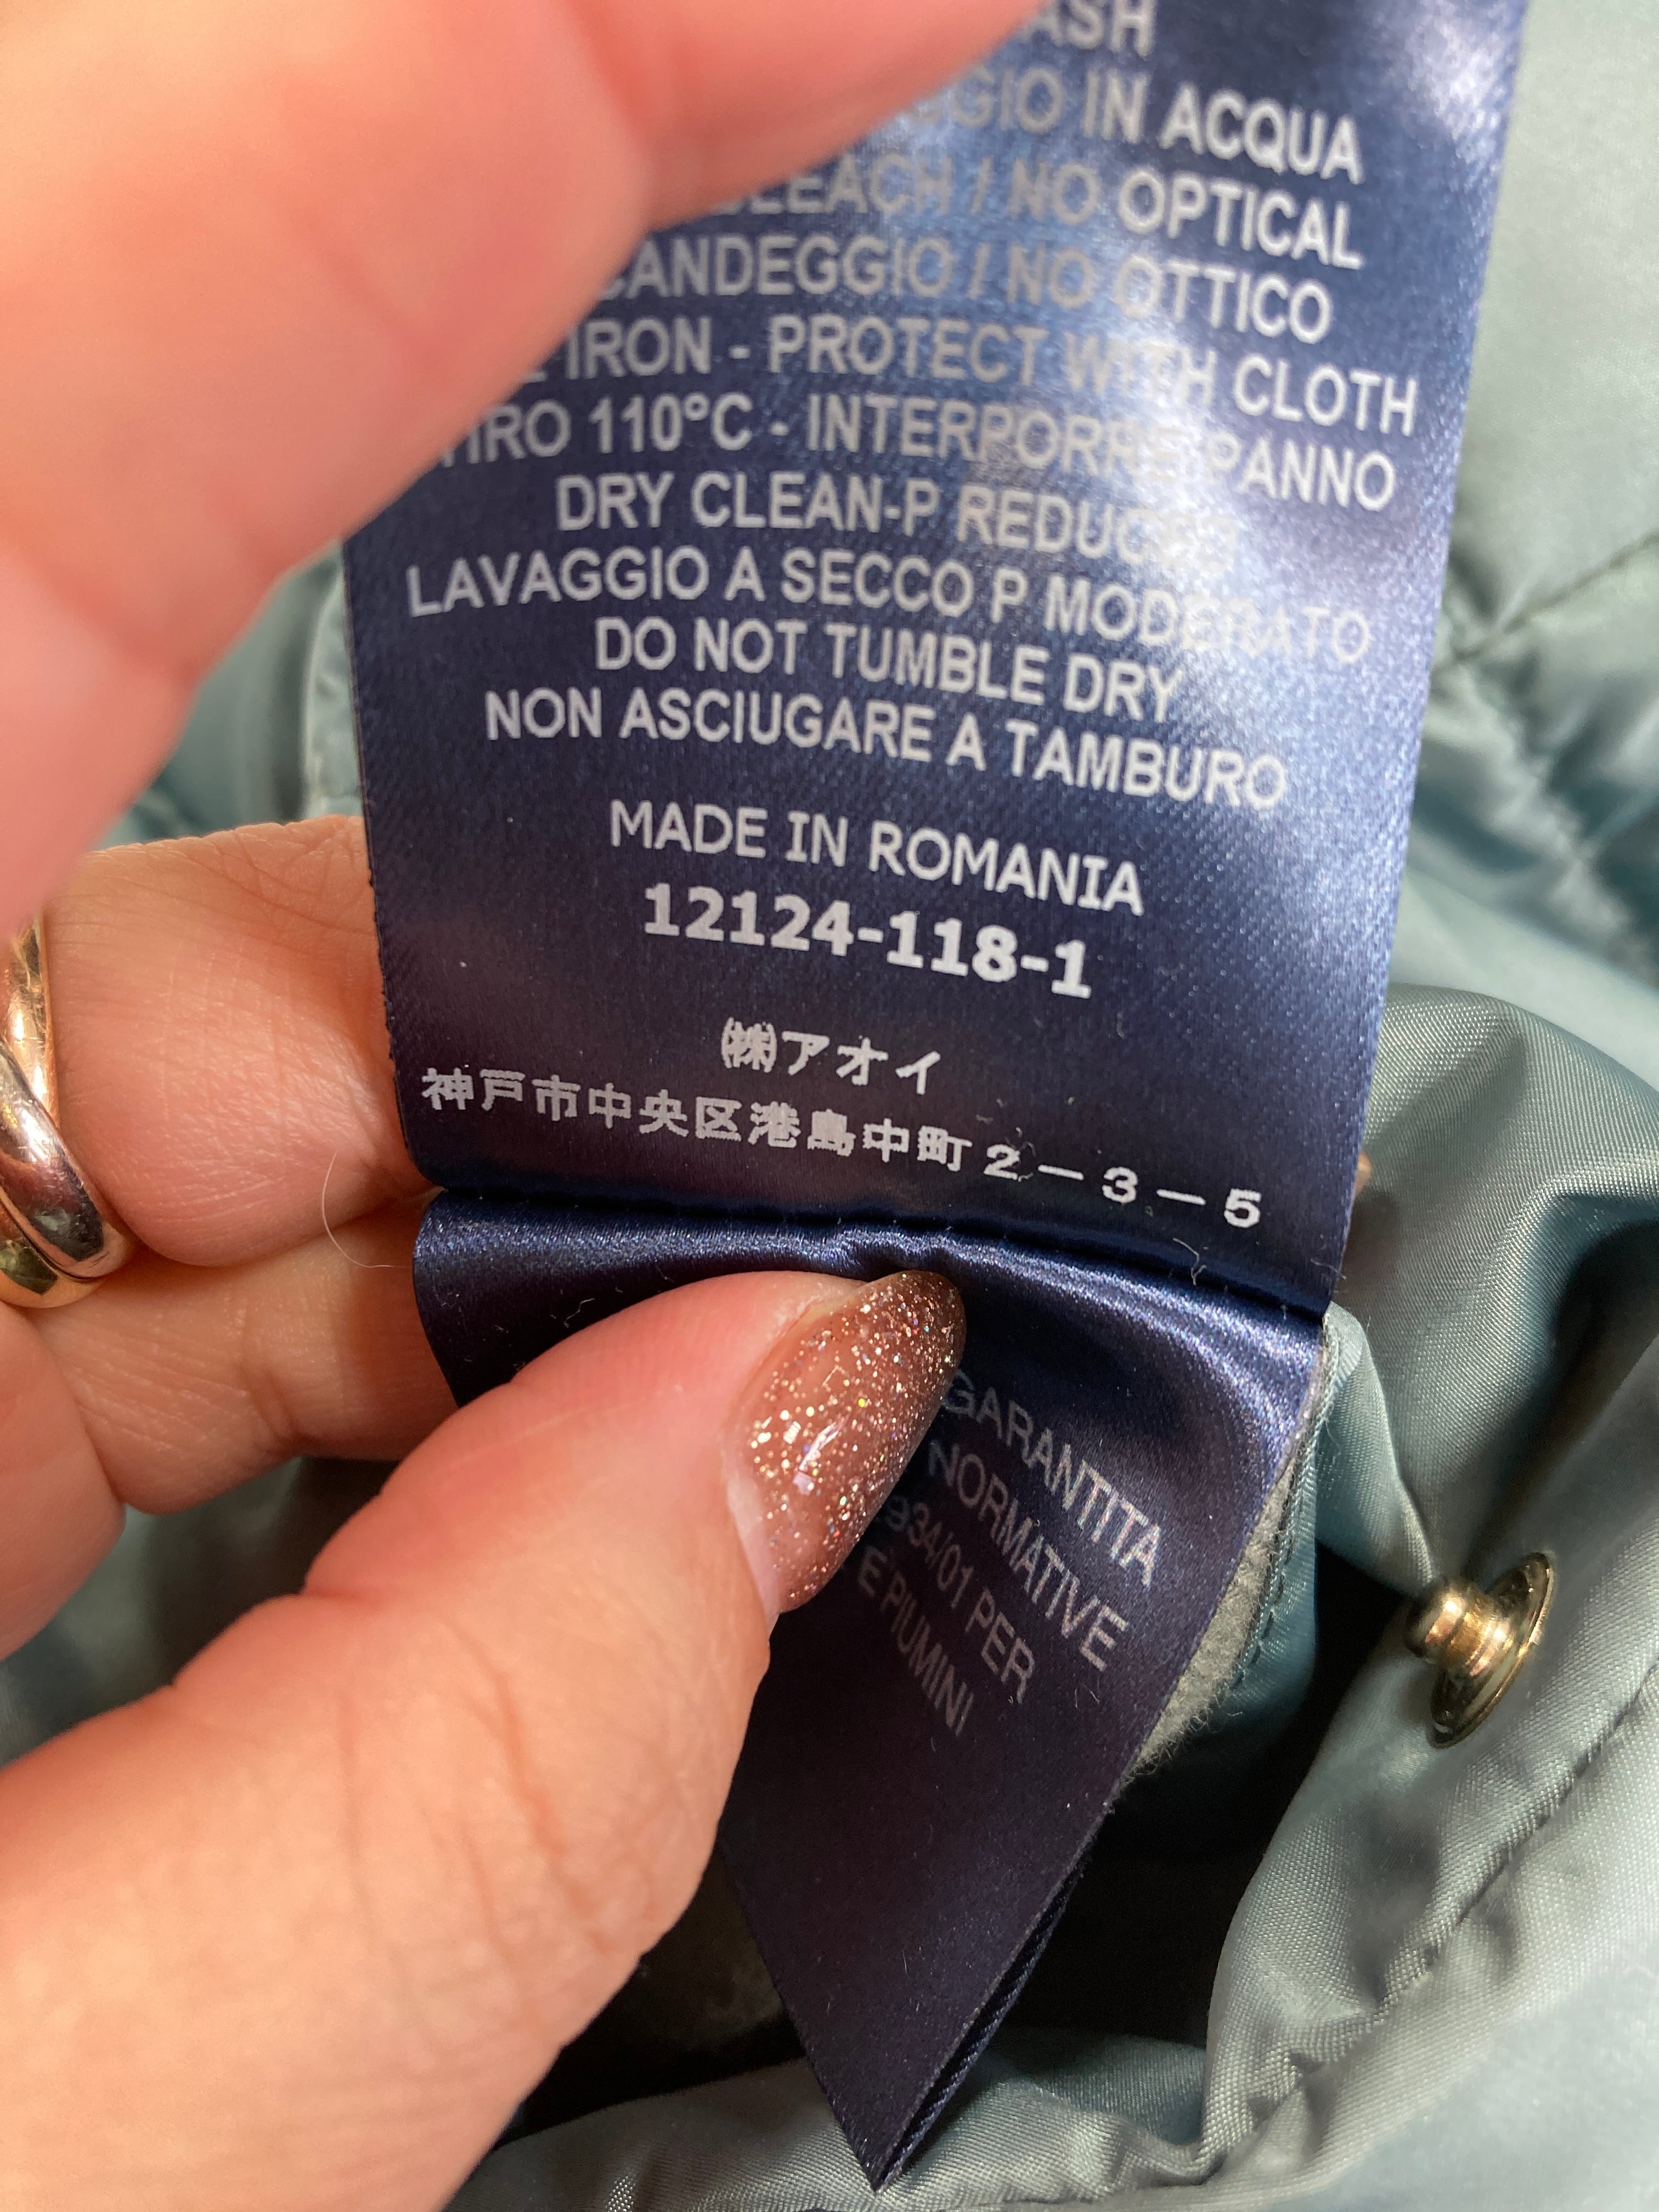 IN ACQUA
BLEACH / NO OPTICAL
CANDEGGIO / NO OTTICO
IRON - PROTECT WITH CLOTH
110°C - INTERPORRE PANNO
DRY CLEAN-P REDUCED
LAVAGGIO A SECCO P MODERATO
DO NOT TUMBLE DRY
NON ASCIUGARE A TAMBURO
MADE IN ROMANIA
12124-118-1
㈱アオイ
神戸市中央区港島中町2-3-5
GARANTITA
NORMATIVE
PER
E PIUMINI